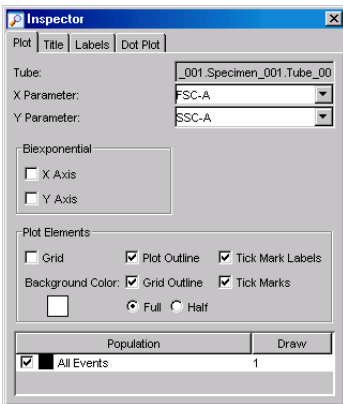 Inspector
Plot Title Labels Dot Plot
Tube: _001.Specimen_001.Tube_00
X Parameter: FSC-A
Y Parameter: SSC-A
Biexponential
X Axis
Y Axis
Plot Elements
Grid Plot Outline Tick Mark Labels
Background Color: Grid Outline Tick Marks
Full Half
Population Draw
All Events 1